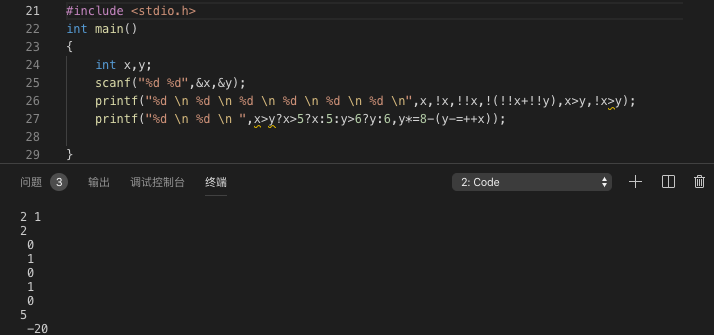 21 #include <stdio.h>
22 int main()
23 {
24 int x,y;
25 scanf("%d %d",&x,&y);
26 printf("%d \n %d \n %d \n %d \n %d \n %d \n",x,!x,!!x,!(!!x+!!y),x>y,!x>y);
27 printf("%d \n %d \n ",x>y?x>5?x:5:y>6?y:6,y*=8-(y-=++x));
28
29 }
问题 3 输出 调试控制台 终端 2: Code
2 1
2
0
1
0
1
0
5
-20